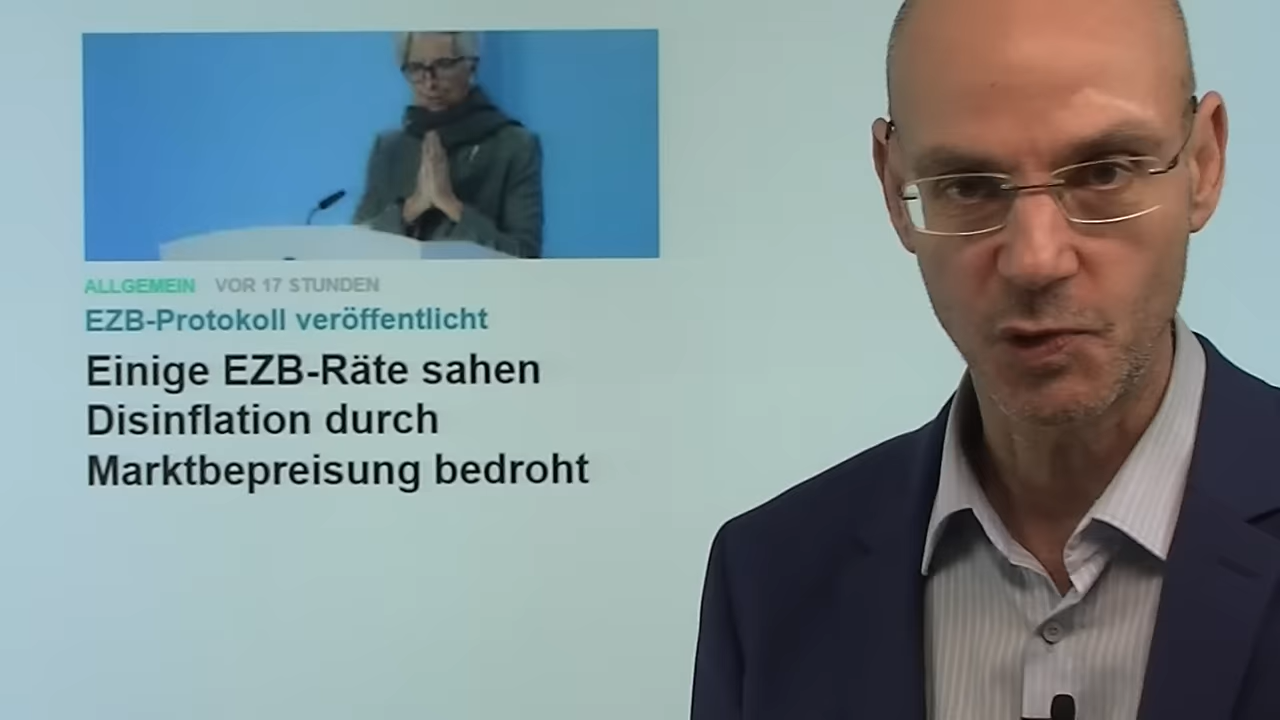 ALLGEMEIN VOR 17 STUNDEN
EZB-Protokoll veröffentlicht
Einige EZB-Räte sahen
Disinflation durch
Marktbepreisung bedroht